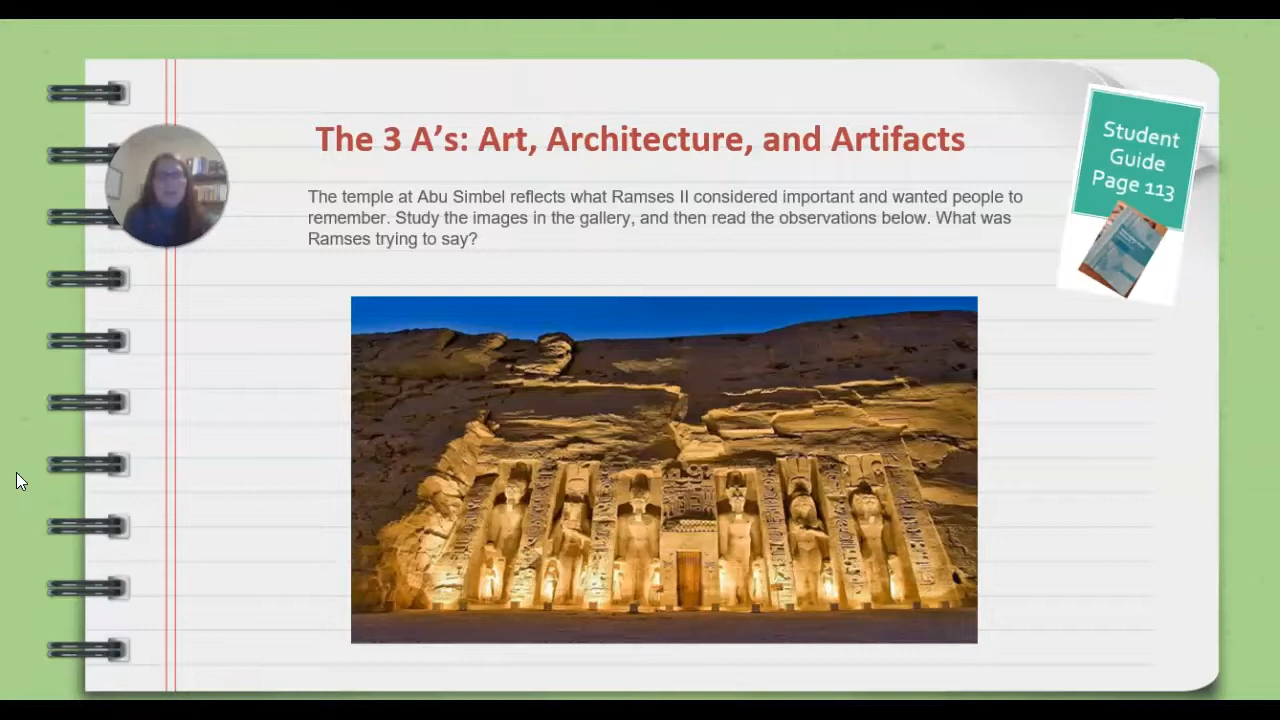 The 3 A's: Art, Architecture, and Artifacts
Student
Guide
Page 113
The temple at Abu Simbel reflects what Ramses II considered important and wanted people to
remember. Study the images in the gallery, and then read the observations below. What was
Ramses trying to say?